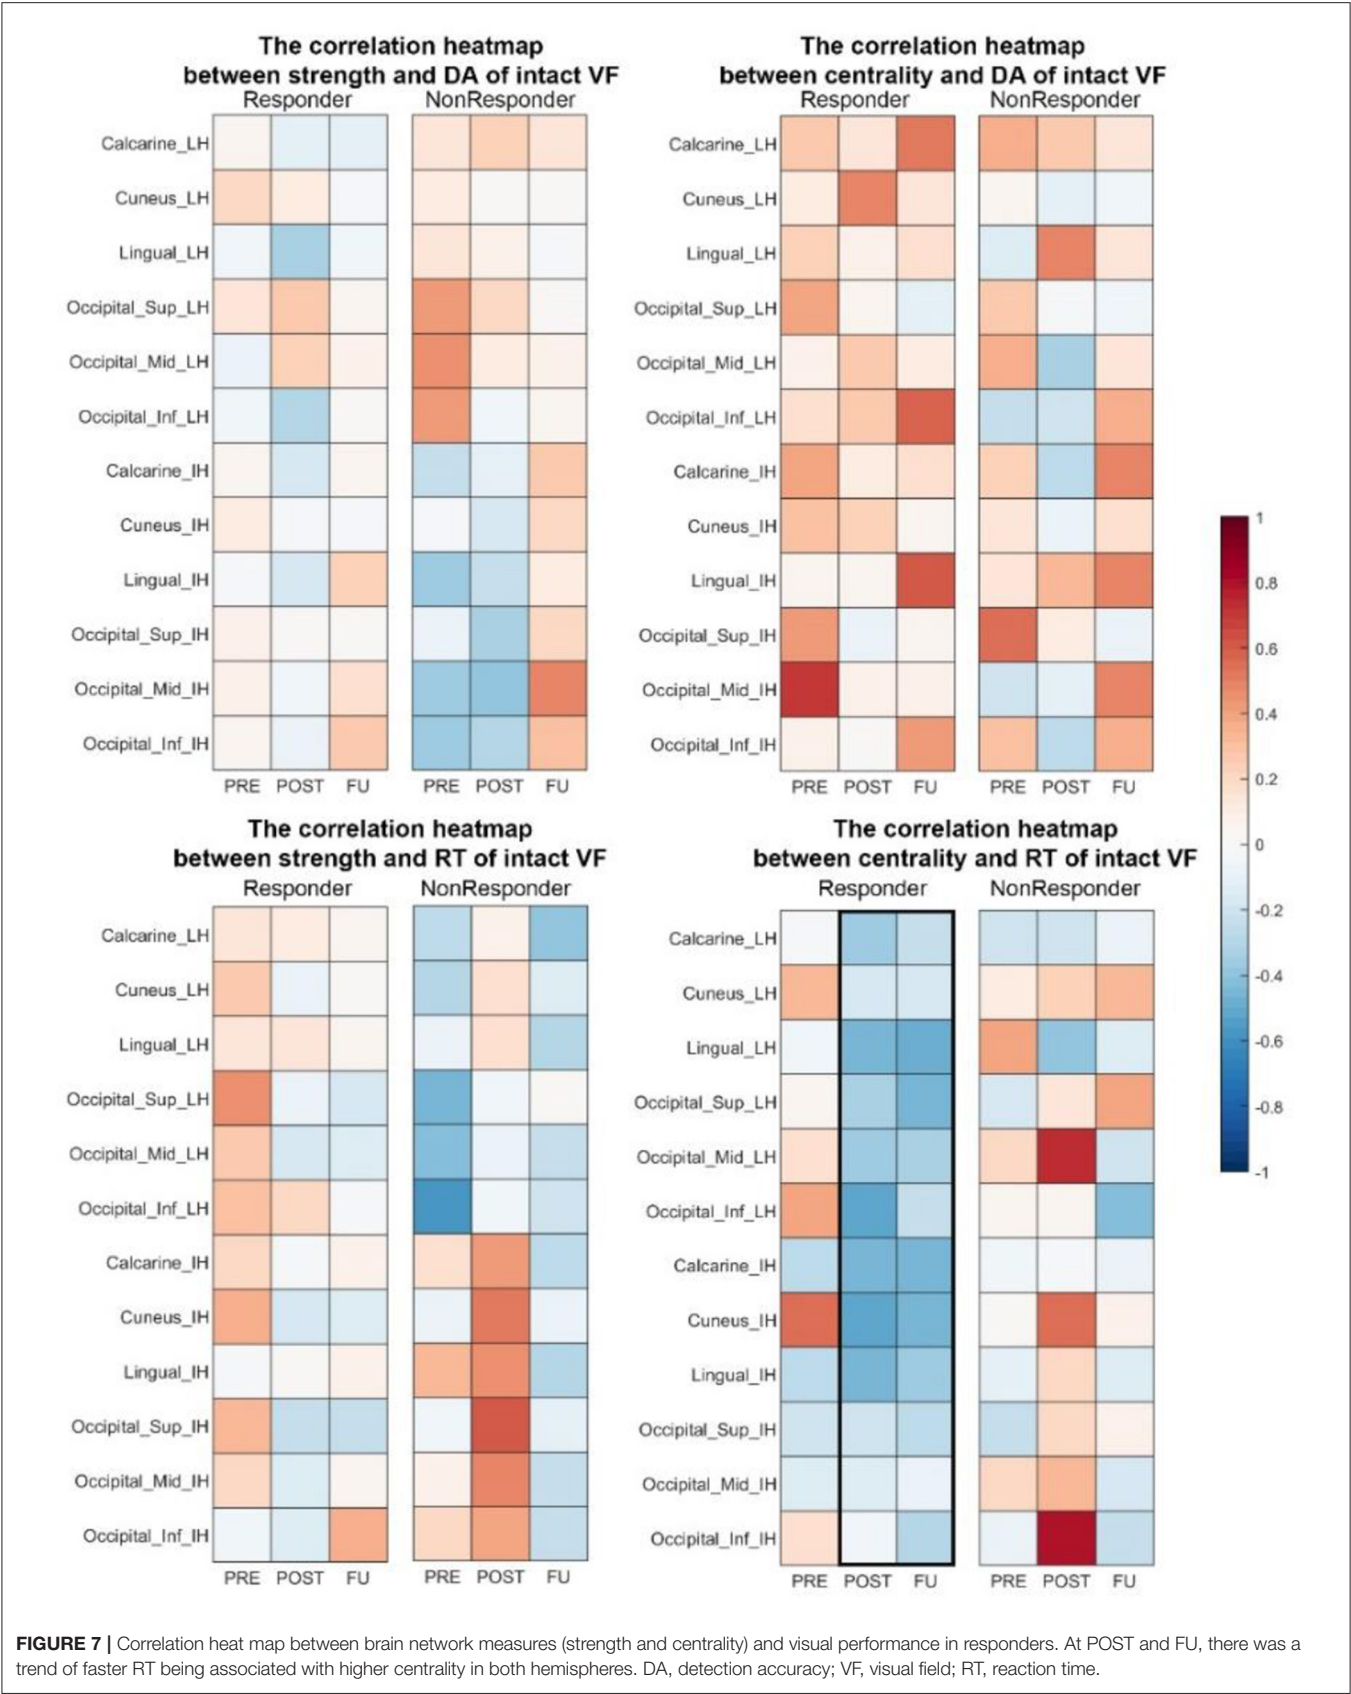 The correlation heatmap
between strength and DA of intact VF
Responder NonResponder
Calcarine_LH
Cuneus_LH
Lingual_LH
Occipital_Sup_LH
Occipital_Mid_LH
Occipital_Inf_LH
Calcarine_IH
Cuneus_IH
Lingual_IH
Occipital_Sup_IH
Occipital_Mid_IH
Occipital_Inf_IH
PRE POST FU PRE POST FU
The correlation heatmap
between centrality and DA of intact VF
Responder NonResponder
Calcarine_LH
Cuneus_LH
Lingual_LH
Occipital_Sup_LH
Occipital_Mid_LH
Occipital_Inf_LH
Calcarine_IH
Cuneus_IH
Lingual_IH
Occipital_Sup_IH
Occipital_Mid_IH
Occipital_Inf_IH
PRE POST FU PRE POST FU
The correlation heatmap
between strength and RT of intact VF
Responder NonResponder
Calcarine_LH
Cuneus_LH
Lingual_LH
Occipital_Sup_LH
Occipital_Mid_LH
Occipital_Inf_LH
Calcarine_IH
Cuneus_IH
Lingual_IH
Occipital_Sup_IH
Occipital_Mid_IH
Occipital_Inf_IH
PRE POST FU PRE POST FU
The correlation heatmap
between centrality and RT of intact VF
Responder NonResponder
Calcarine_LH
Cuneus_LH
Lingual_LH
Occipital_Sup_LH
Occipital_Mid_LH
Occipital_Inf_LH
Calcarine_IH
Cuneus_IH
Lingual_IH
Occipital_Sup_IH
Occipital_Mid_IH
Occipital_Inf_IH
PRE POST FU PRE POST FU
1
0.8
0.6
0.4
0.2
0
-0.2
-0.4
-0.6
-0.8
-1
FIGURE 7 | Correlation heat map between brain network measures (strength and centrality) and visual performance in responders. At POST and FU, there was a
trend of faster RT being associated with higher centrality in both hemispheres. DA, detection accuracy; VF, visual field; RT, reaction time.